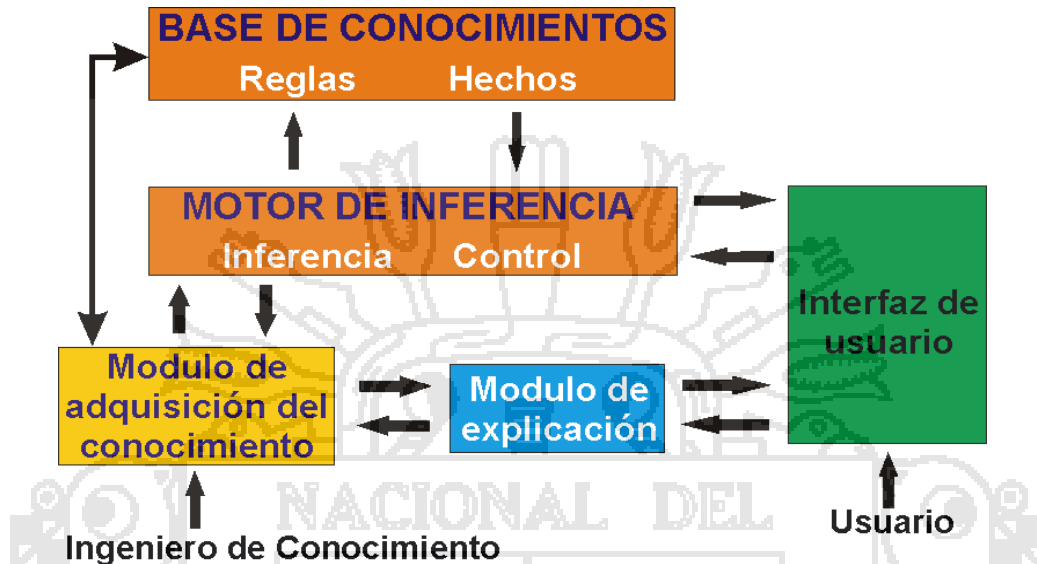 BASE DE CONOCIMIENTOS
Reglas Hechos
MOTOR DE INFERENCIA
Inferencia Control
Interfaz de
usuario
Modulo de
adquisición del
conocimiento
Modulo de
explicación
NACIONAL DEL
Usuario
Ingeniero de Conocimiento